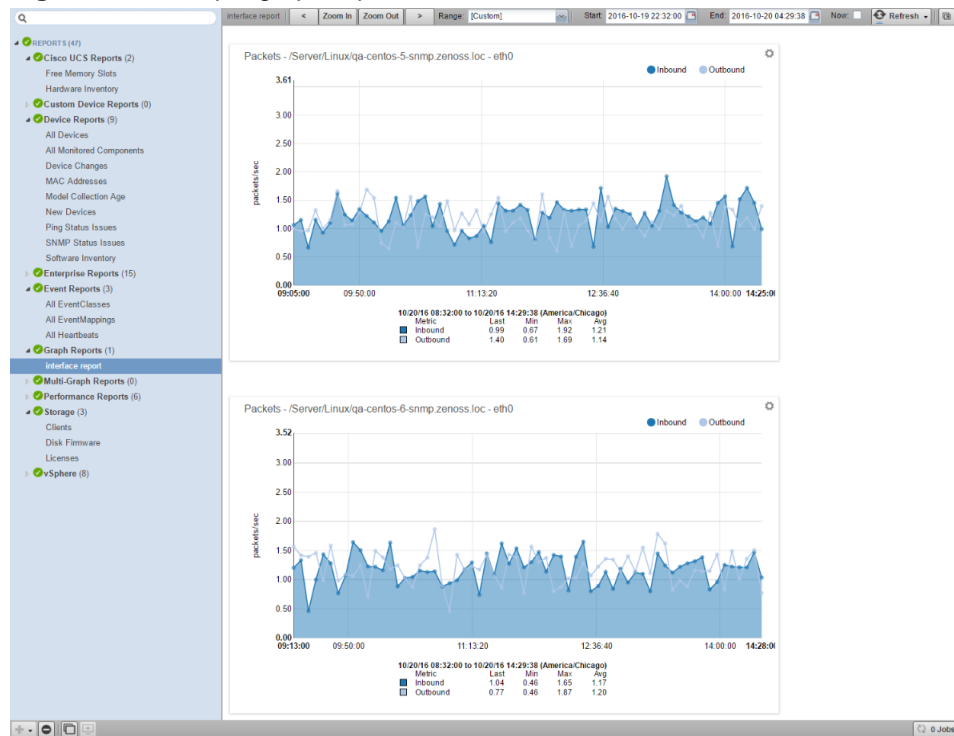 interface report < Zoom In Zoom Out > Range: [Custom] Start: 2016-10-19 22:32:00 End: 2016-10-20 04:29:38 Now: Refresh
REPORTS (47)
Cisco UCS Reports (2)
Free Memory Slots
Hardware Inventory
Custom Device Reports (0)
Device Reports (9)
All Devices
All Monitored Components
Device Changes
MAC Addresses
Model Collection Age
New Devices
Ping Status Issues
SNMP Status Issues
Software Inventory
Enterprise Reports (15)
Event Reports (3)
All EventClasses
All EventMappings
All Heartbeats
Graph Reports (1)
interface report
Multi-Graph Reports (0)
Performance Reports (6)
Storage (3)
Clients
Disk Firmware
Licenses
vSphere (8)
Packets - /Server/Linux/qa-centos-5-snmp.zenoss.loc - eth0
Inbound Outbound
3.61
3.00
2.50
2.00
1.50
1.00
0.50
0.00
packets/sec
09:05:00 09:50:00 11:13:20 12:36:40 14:00:00 14:25:0
10/20/16 08:32:00 to 10/20/16 14:29:38 (America/Chicago)
Metric Last Min Max Avg
Inbound 0.99 0.67 1.92 1.21
Outbound 1.40 0.61 1.69 1.14
Packets - /Server/Linux/qa-centos-6-snmp.zenoss.loc - eth0
Inbound Outbound
3.52
3.00
2.50
2.00
1.50
1.00
0.50
0.00
packets/sec
09:13:00 09:50:00 11:13:20 12:36:40 14:00:00 14:28:0
10/20/16 08:32:00 to 10/20/16 14:29:38 (America/Chicago)
Metric Last Min Max Avg
Inbound 1.04 0.46 1.65 1.17
Outbound 0.77 0.46 1.87 1.20
0 Jobs